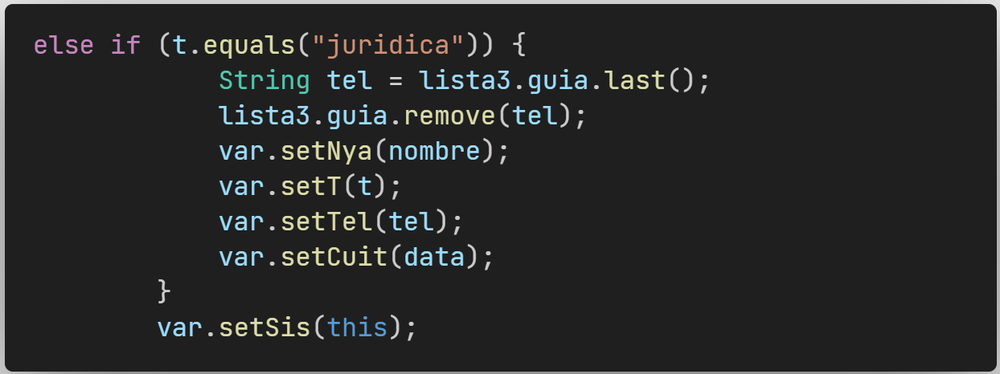 else if (t.equals("juridica")) {
            String tel = lista3.guia.last();
            lista3.guia.remove(tel);
            var.setNya(nombre);
            var.setT(t);
            var.setTel(tel);
            var.setCuit(data);
        }
        var.setSis(this);